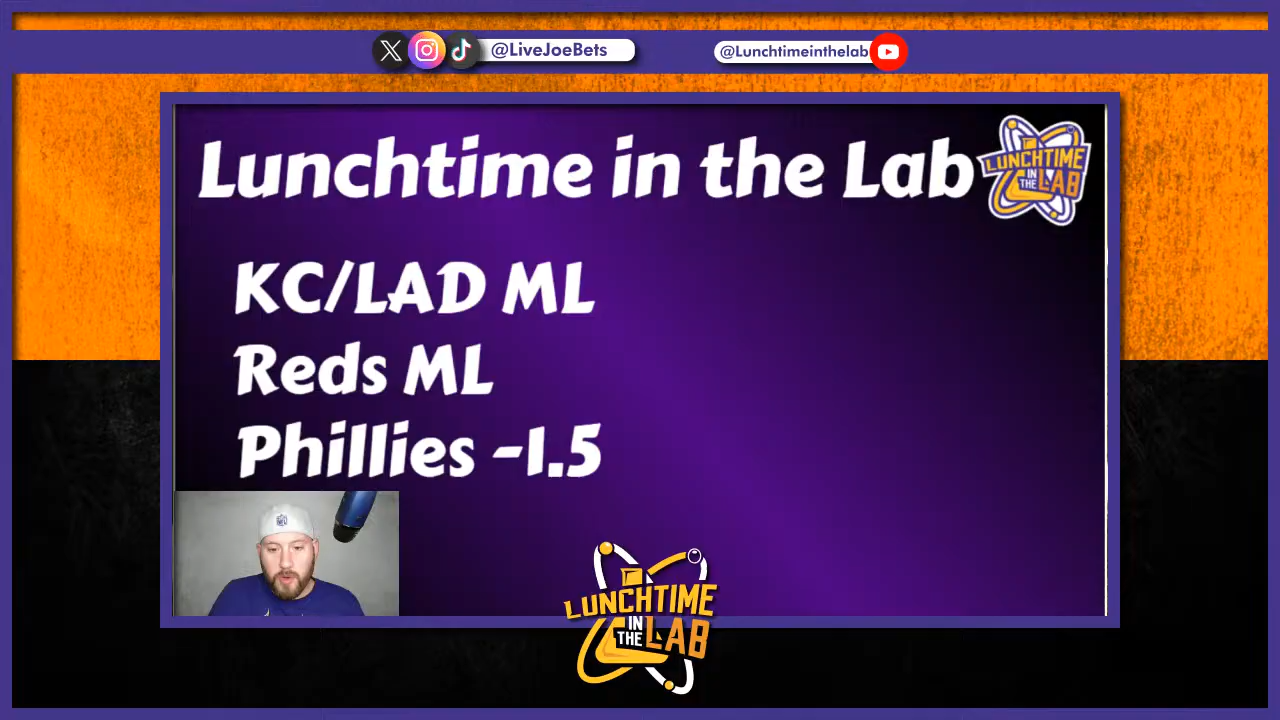 @LiveJoeBets
@Lunchtimeinthelab
Lunchtime in the Lab
LUNCHTIME
IN
THE LAB
KC/LAD ML
Reds ML
Phillies -1.5
LUNCHTIME
IN
THE LAB